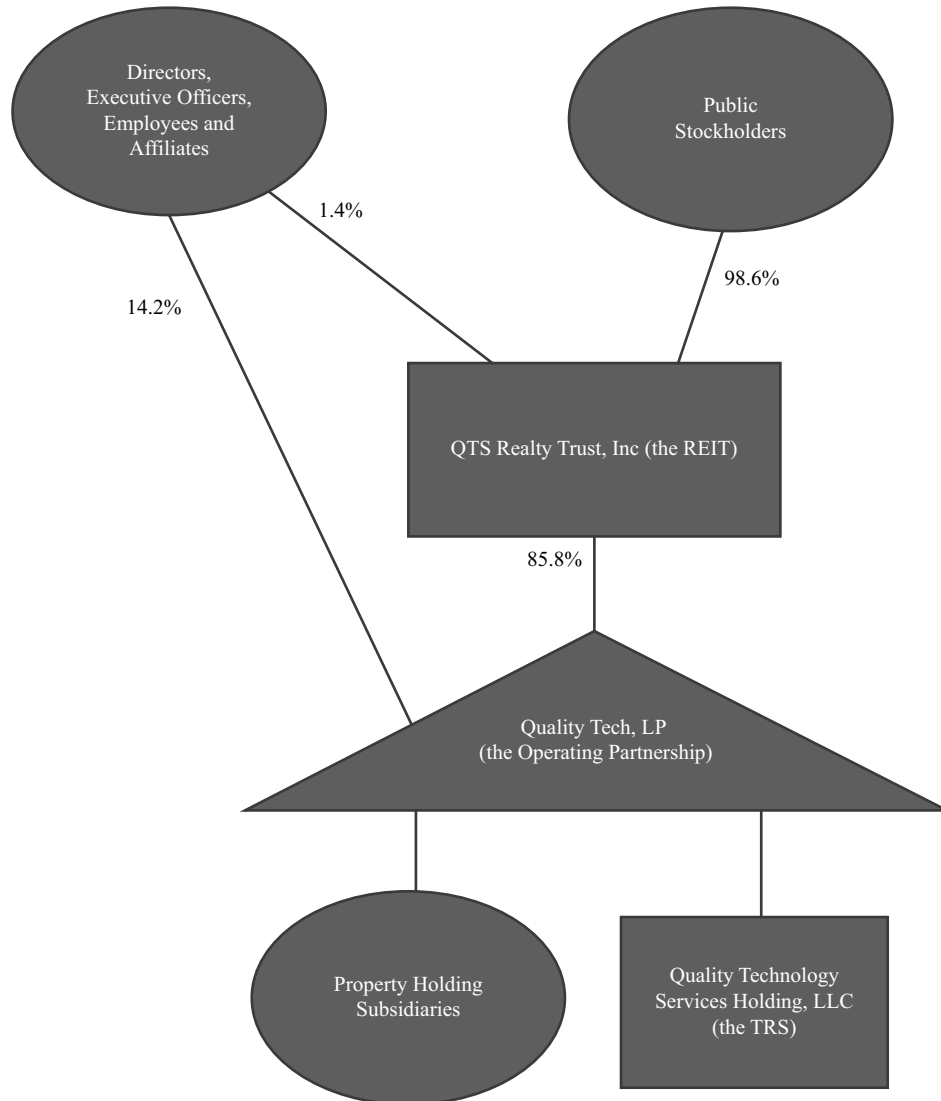 Directors,
Executive Officers,
Employees and
Affiliates
Public
Stockholders
1.4%
98.6%
14.2%
QTS Realty Trust, Inc (the REIT)
85.8%
Quality Tech, LP
(the Operating Partnership)
Property Holding
Subsidiaries
Quality Technology
Services Holding, LLC
(the TRS)